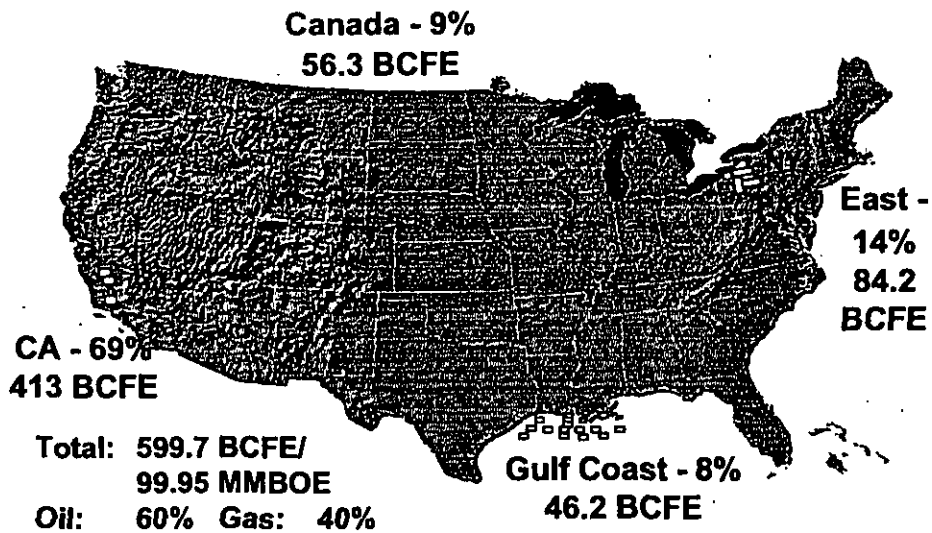 Canada - 9%
56.3 BCFE
East -
14%
84.2
BCFE
CA - 69%
413 BCFE
Total: 599.7 BCFE/
99.95 MMBOE
Oil: 60% Gas: 40%
Gulf Coast - 8%
46.2 BCFE